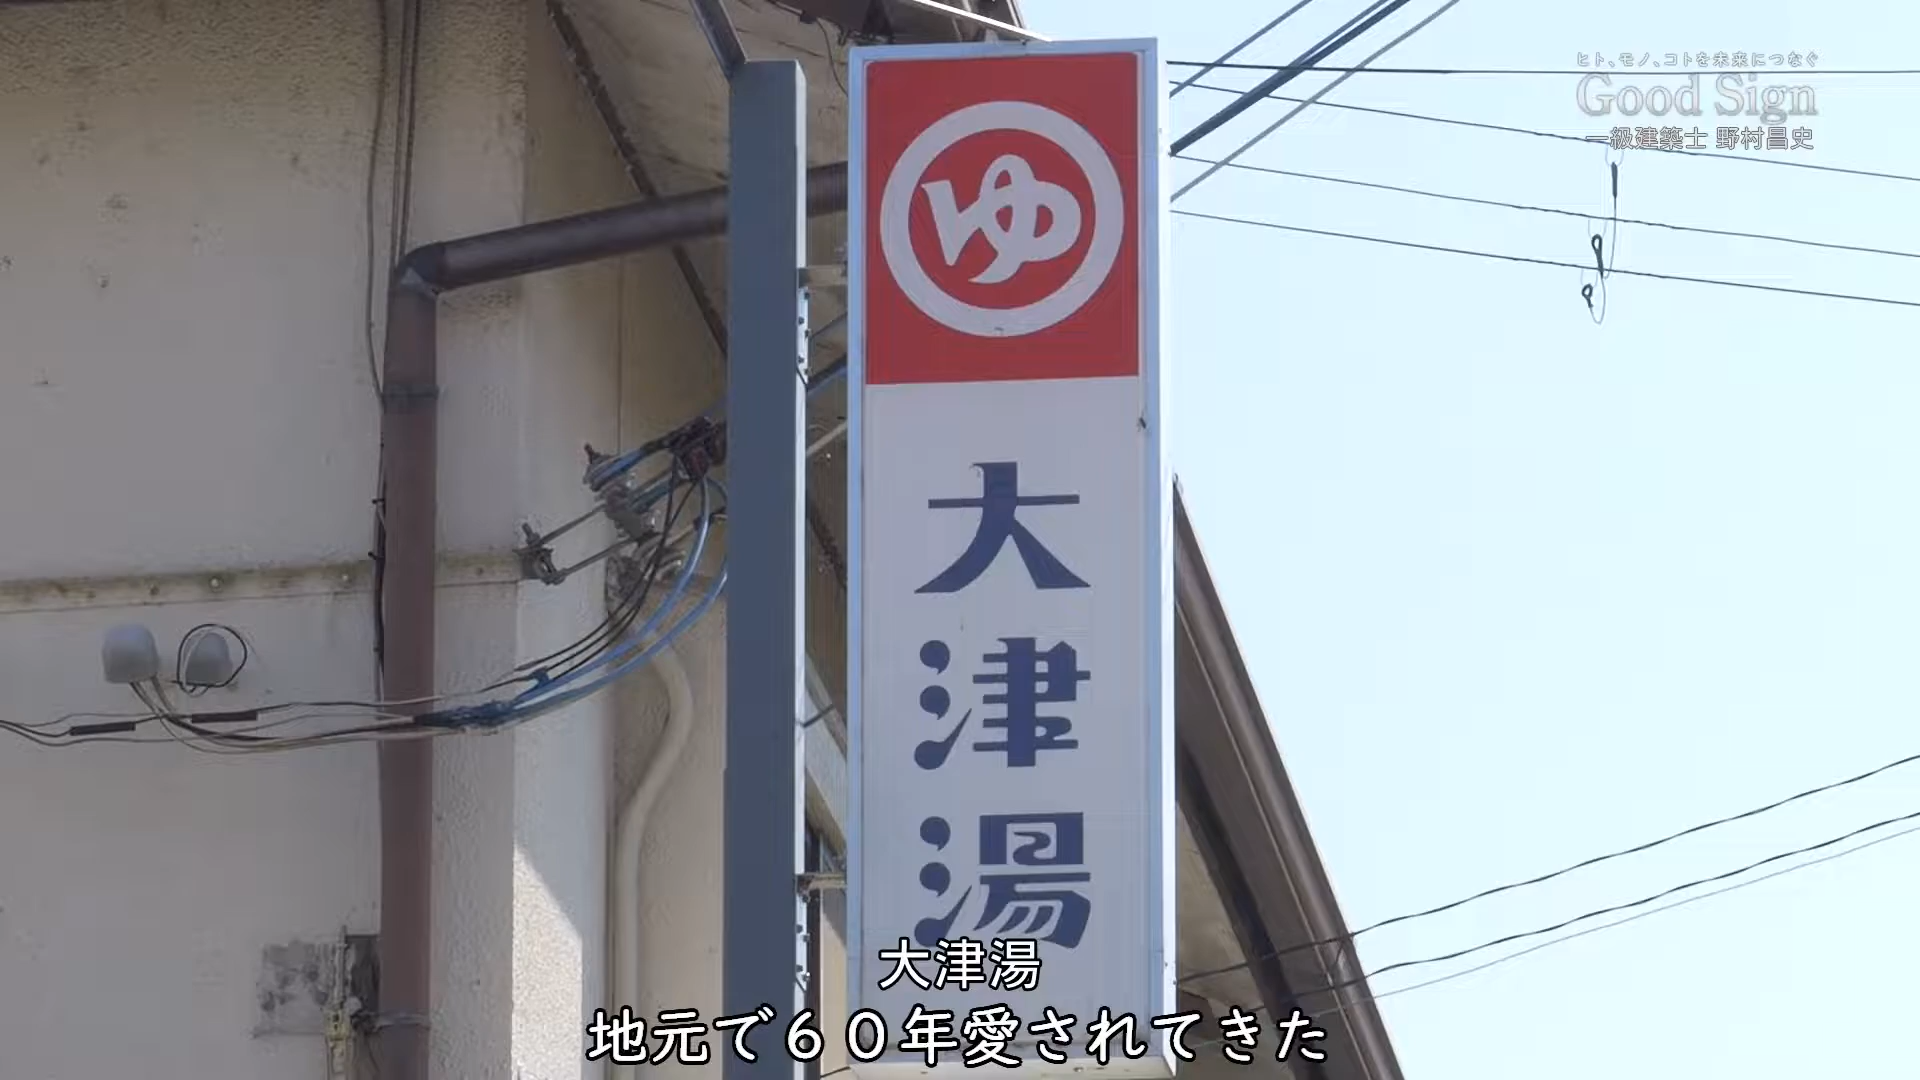 ヒト、モノ、コトを未来につなぐ
Good Sign
一級建築士 野村昌史
ゆ
大津湯
大津湯
地元で６０年愛されてきた